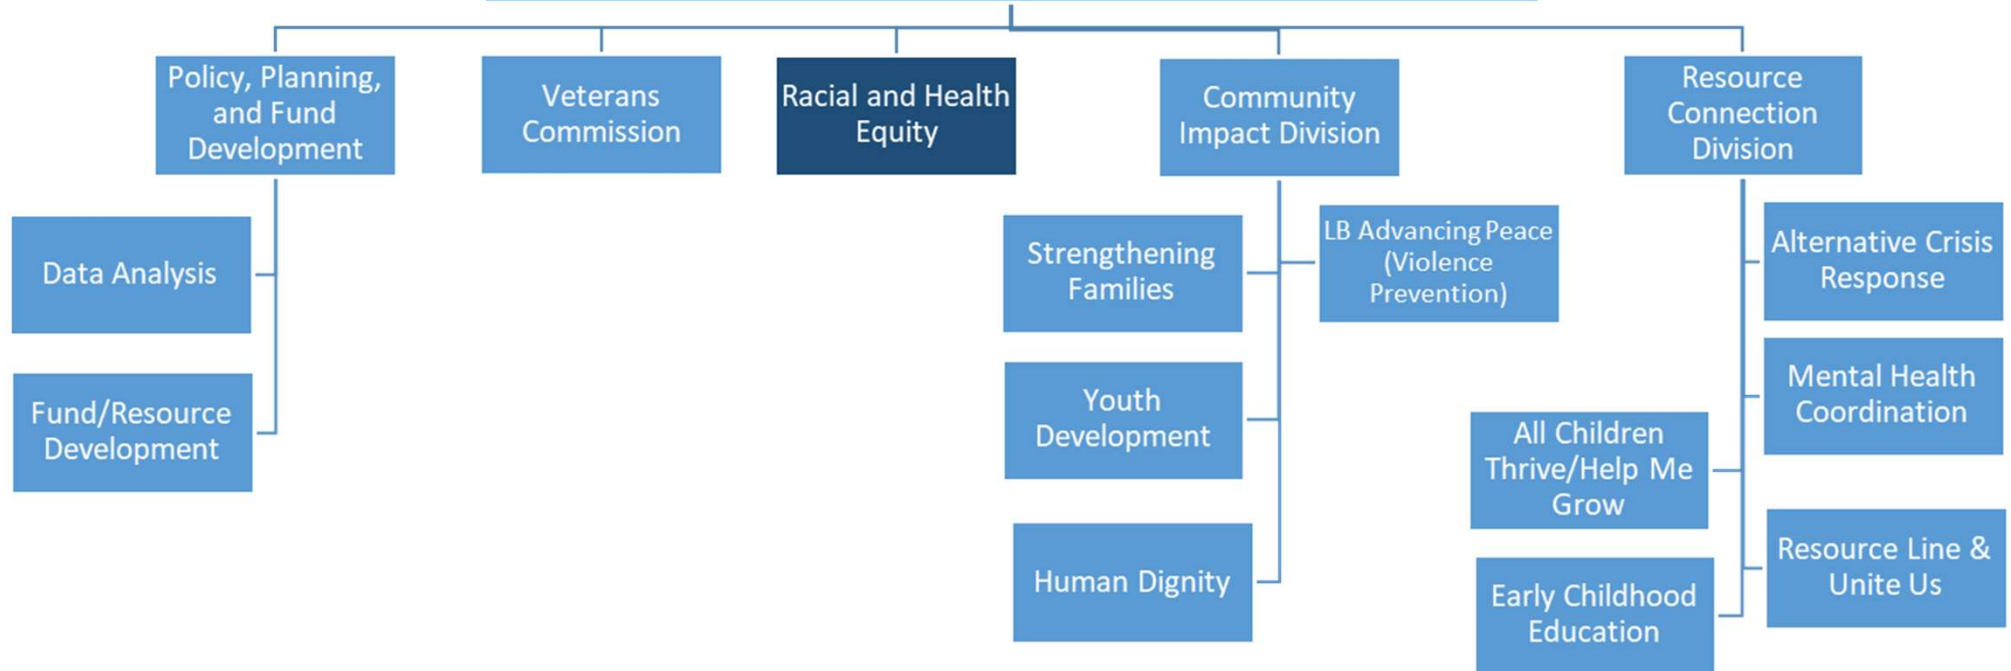 Policy, Planning,
and Fund
Development
Veterans
Commission
Racial and Health
Equity
Community
Impact Division
Resource
Connection
Division
Data Analysis
Fund/Resource
Development
Strengthening
Families
LB Advancing Peace
(Violence
Prevention)
Youth
Development
Human Dignity
Alternative Crisis
Response
Mental Health
Coordination
All Children
Thrive/Help Me
Grow
Resource Line &
Unite Us
Early Childhood
Education